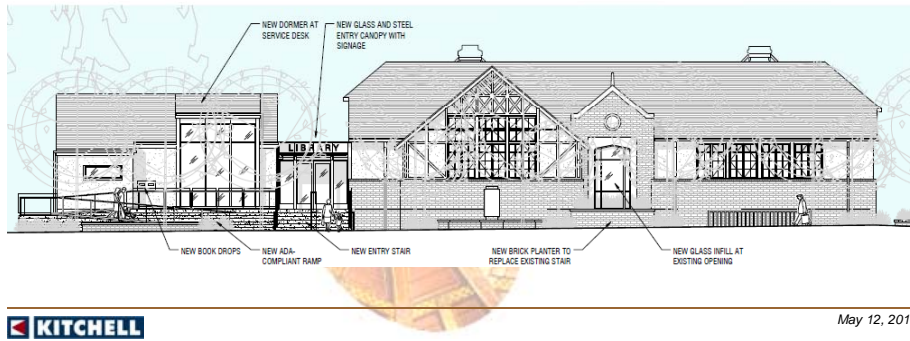 NEW DORMER AT
SERVICE DESK
NEW GLASS AND STEEL
ENTRY CANOPY WITH
SIGNAGE
LIBRARY
NEW BOOK DROPS
NEW ADA-
COMPLIANT RAMP
NEW ENTRY STAIR
NEW BRICK PLANTER TO
REPLACE EXISTING STAIR
NEW GLASS INFILL AT
EXISTING OPENING
KITCHELL
May 12, 201